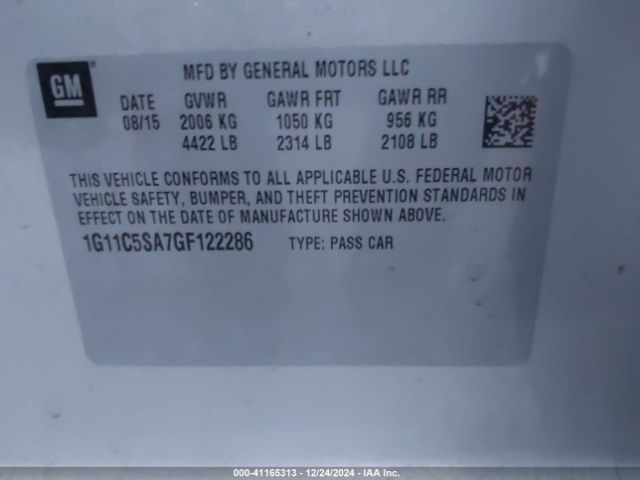 GM ®
MFD BY GENERAL MOTORS LLC
DATE GVWR GAWR FRT GAWR RR
08/15 2006 KG 1050 KG 956 KG
4422 LB 2314 LB 2108 LB
THIS VEHICLE CONFORMS TO ALL APPLICABLE U.S. FEDERAL MOTOR
VEHICLE SAFETY, BUMPER, AND THEFT PREVENTION STANDARDS IN
EFFECT ON THE DATE OF MANUFACTURE SHOWN ABOVE.
1G11C5SA7GF122286 TYPE: PASS CAR
000-41165313 - 12/24/2024 - IAA Inc.